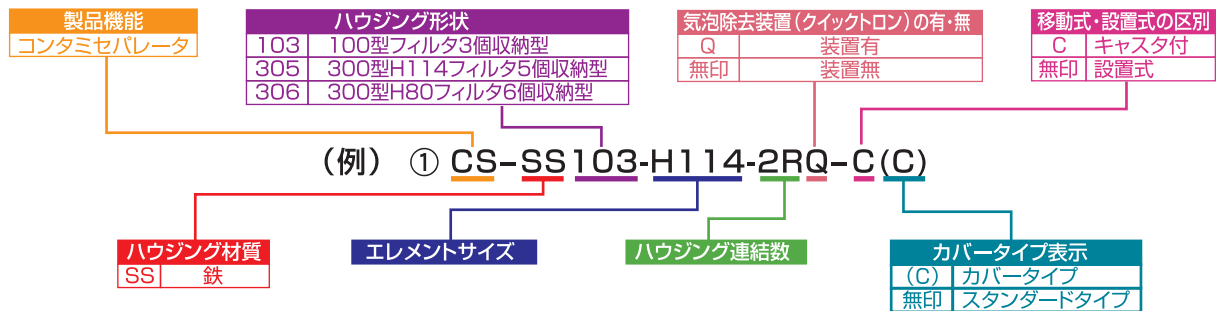 製品機能
コンタミセパレータ
ハウジング形状
103 100型フィルタ3個収納型
305 300型H114フィルタ5個収納型
306 300型H80フィルタ6個収納型
気泡除去装置(クイックトロン)の有・無
Q 装置有
無印 装置無
移動式・設置式の区別
C キャスタ付
無印 設置式
(例) ① CS-SS103-H114-2RQ-C(C)
ハウジング材質
SS 鉄
エレメントサイズ
ハウジング連結数
カバータイプ表示
(C) カバータイプ
無印 スタンダードタイプ